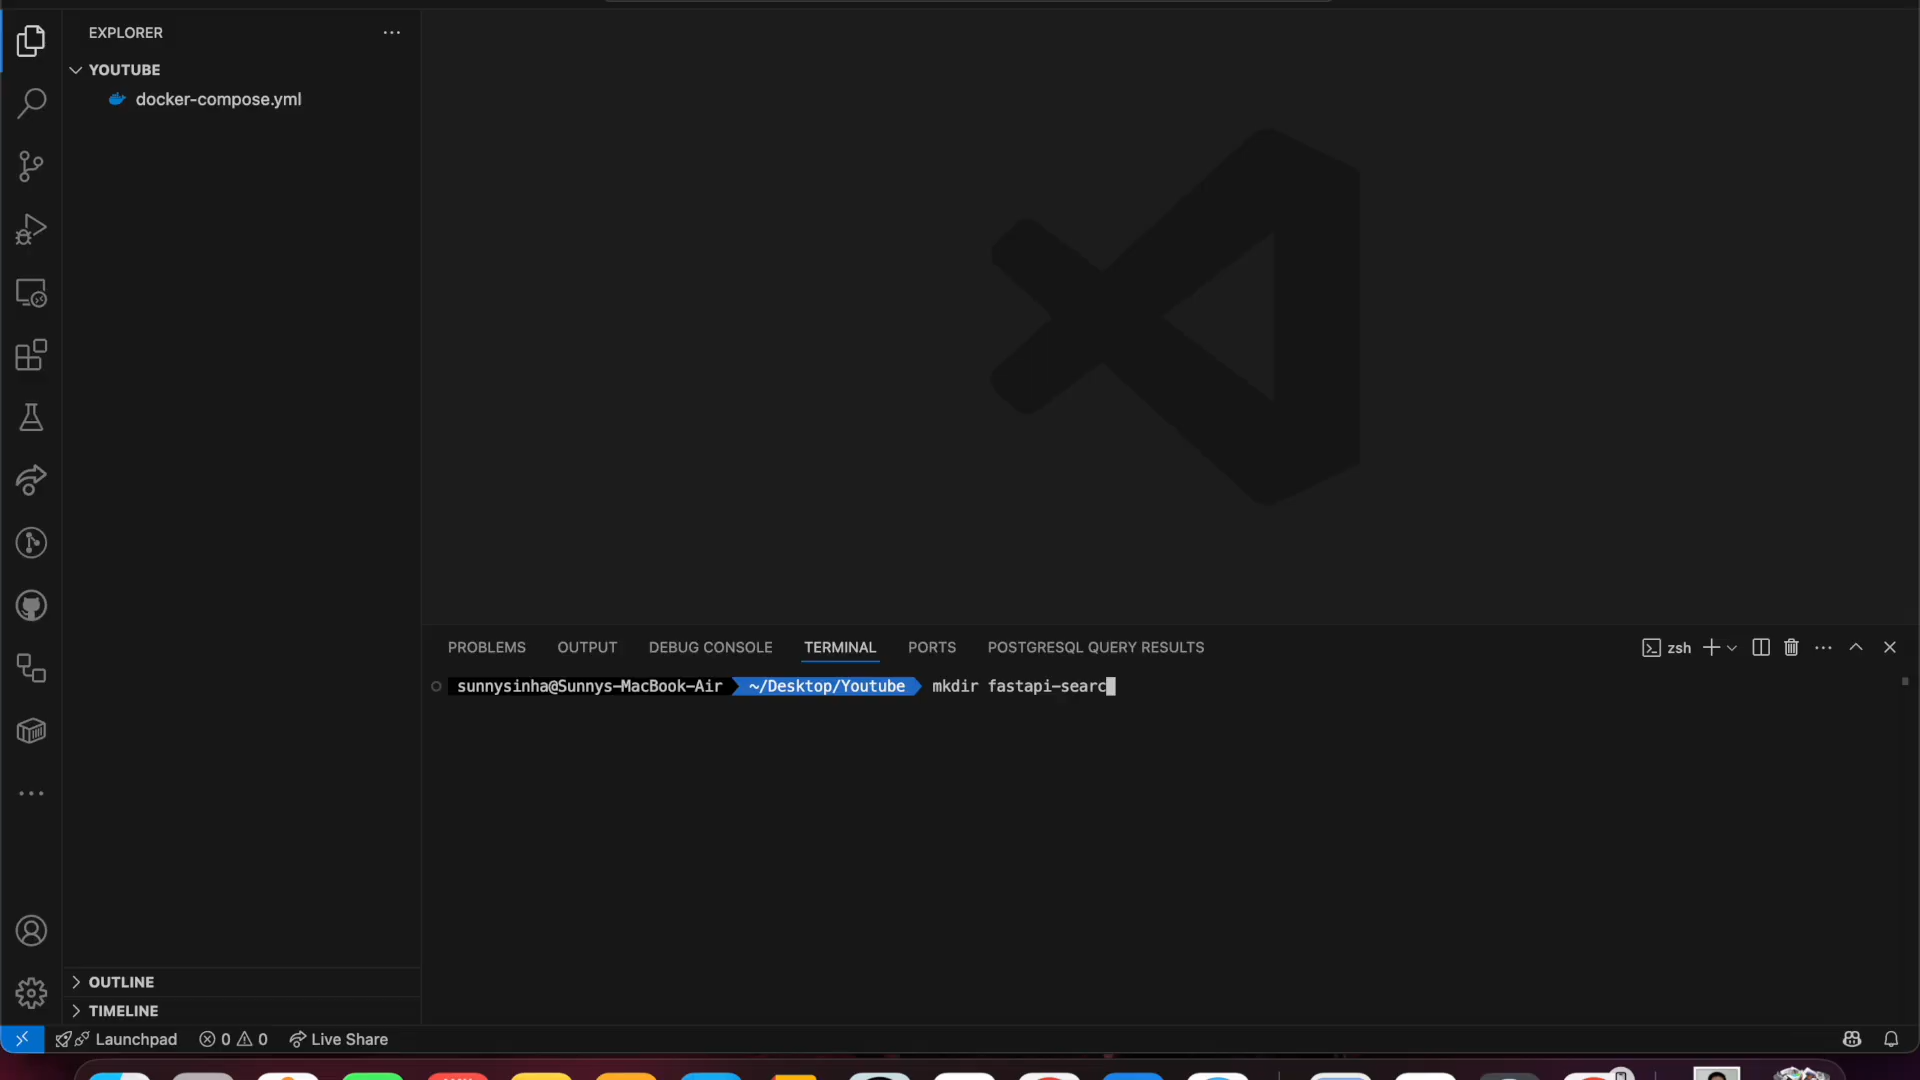 EXPLORER
YOUTUBE
docker-compose.yml
PROBLEMS OUTPUT DEBUG CONSOLE TERMINAL PORTS POSTGRESQL QUERY RESULTS zsh
sunnysinha@Sunnys-MacBook-Air ~/Desktop/Youtube mkdir fastapi-searc
OUTLINE
TIMELINE
Launchpad 0 0 Live Share